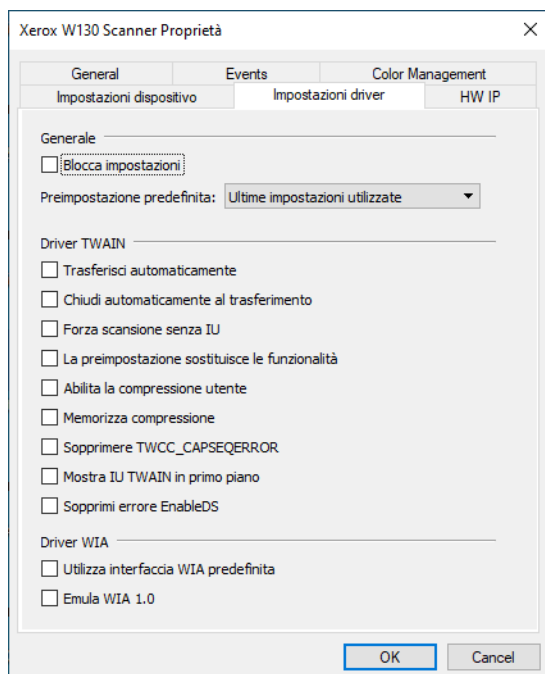 Xerox W130 Scanner Proprietà
General Events Color Management
Impostazioni dispositivo Impostazioni driver HW IP
Generale
Blocca impostazioni
Preimpostazione predefinita: Ultime impostazioni utilizzate
Driver TWAIN
Trasferisci automaticamente
Chiudi automaticamente al trasferimento
Forza scansione senza IU
La preimpostazione sostituisce le funzionalità
Abilita la compressione utente
Memorizza compressione
Sopprimere TWCC_CAPSEQERROR
Mostra IU TWAIN in primo piano
Sopprimi errore EnableDS
Driver WIA
Utilizza interfaccia WIA predefinita
Emula WIA 1.0
OK Cancel